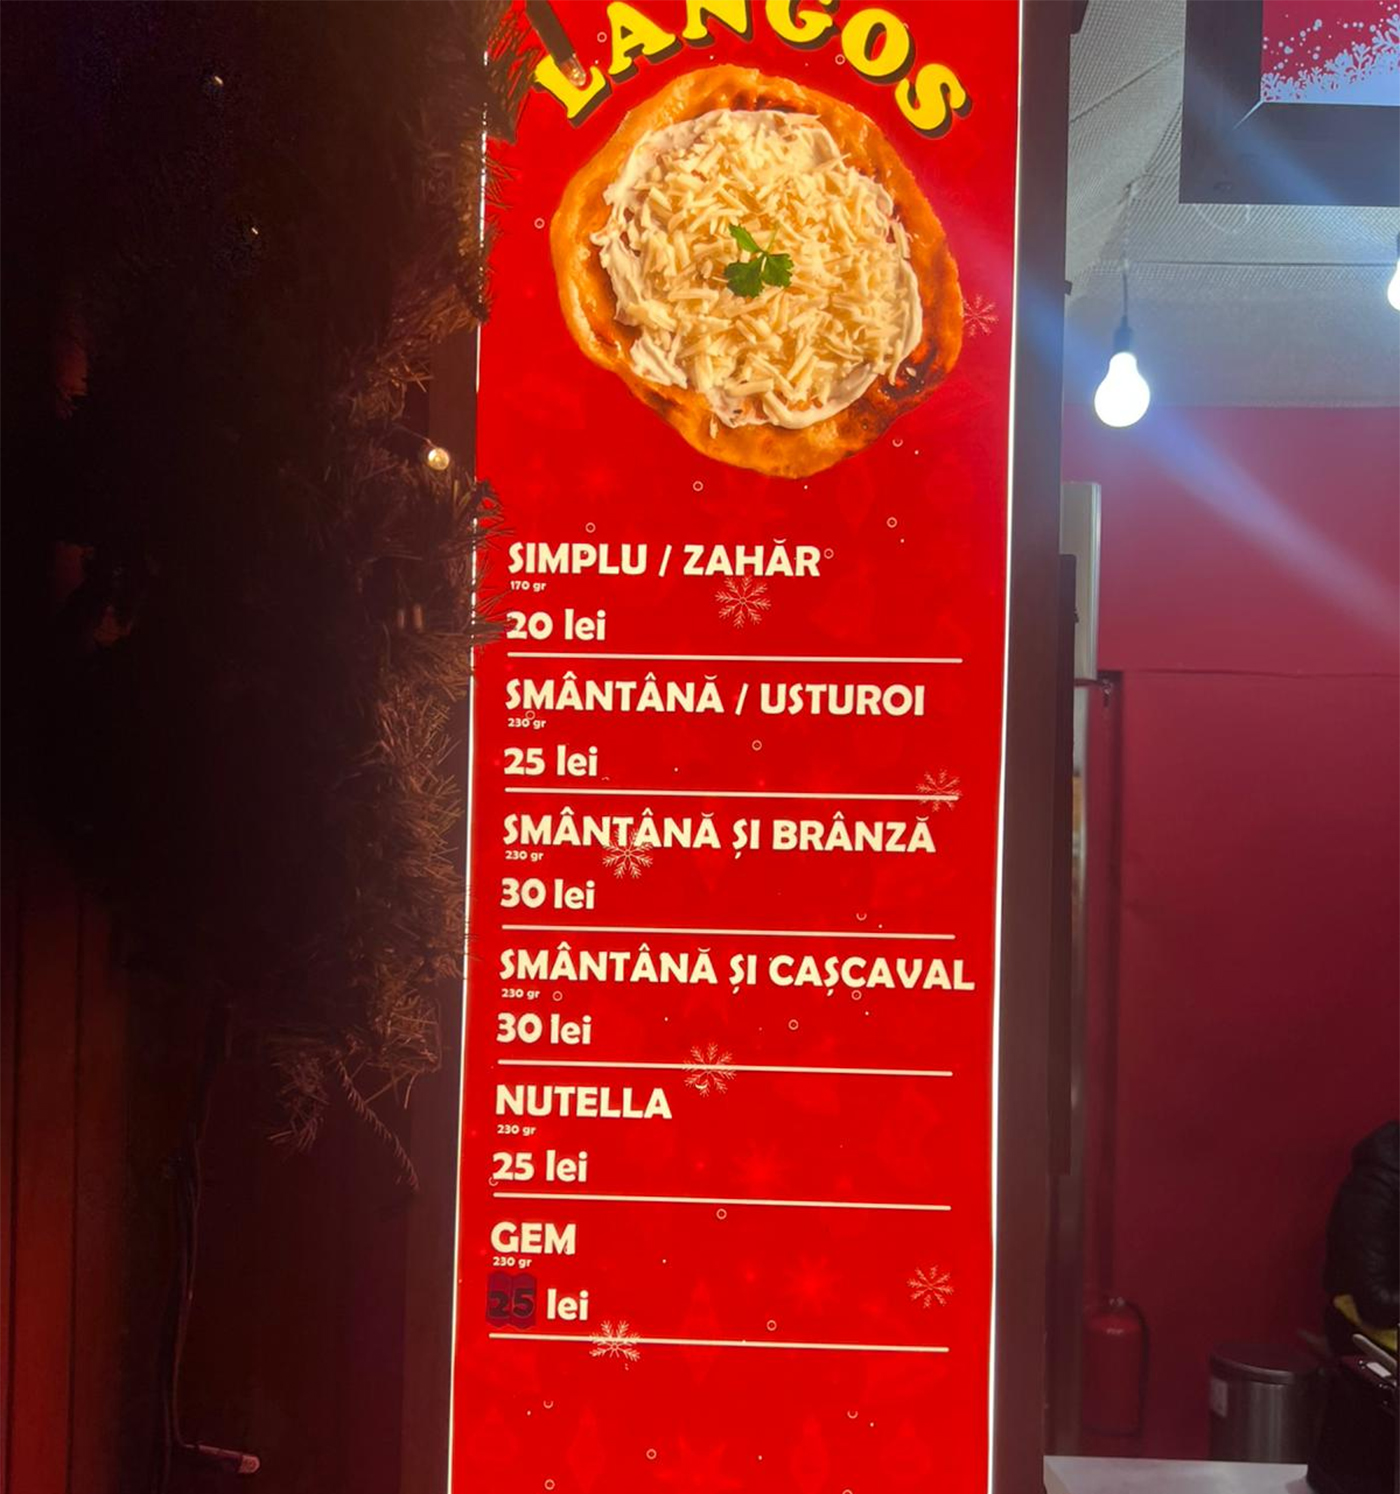 LANGOS
SIMPLU / ZAHĂR
170 gr
20 lei
SMÂNTÂNĂ / USTUROI
230 gr
25 lei
SMÂNTÂNĂ ȘI BRÂNZĂ
230 gr
30 lei
SMÂNTÂNĂ ȘI CAȘCAVAL
230 gr
30 lei
NUTELLA
230 gr
25 lei
GEM
230 gr
25 lei